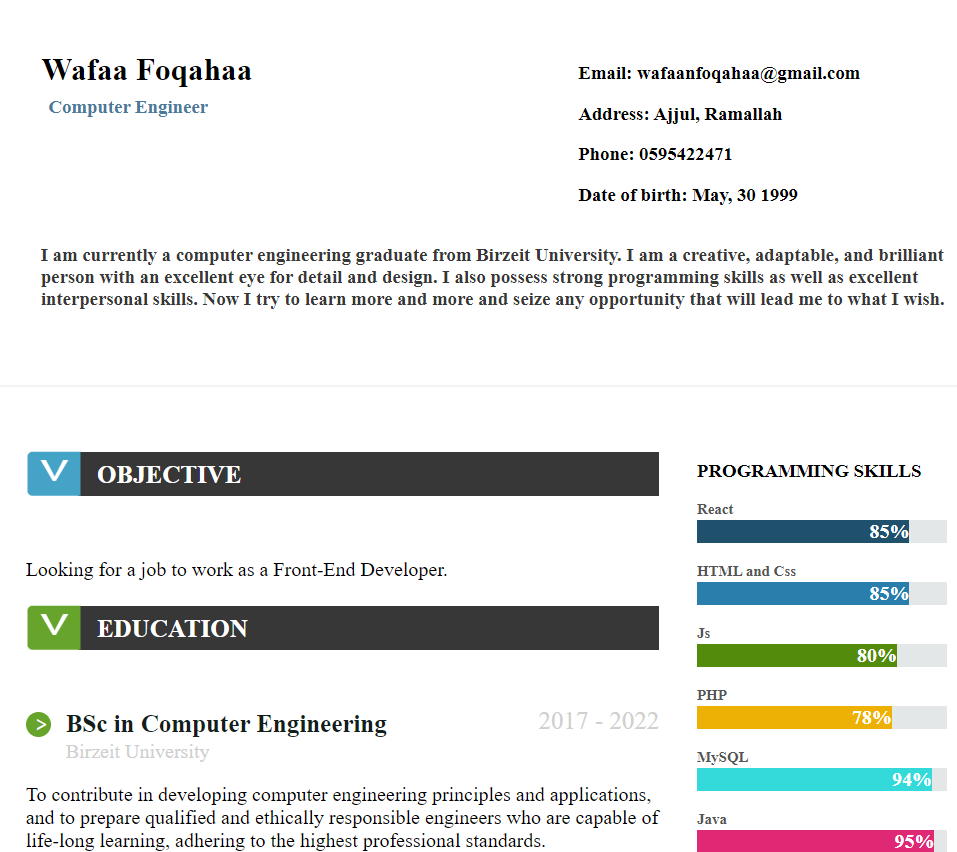 Wafaa Foqahaa
Computer Engineer
Email: wafaanfoqahaa@gmail.com
Address: Ajjul, Ramallah
Phone: 0595422471
Date of birth: May, 30 1999
I am currently a computer engineering graduate from Birzeit University. I am a creative, adaptable, and brilliant
person with an excellent eye for detail and design. I also possess strong programming skills as well as excellent
interpersonal skills. Now I try to learn more and more and seize any opportunity that will lead me to what I wish.
OBJECTIVE
Looking for a job to work as a Front-End Developer.
EDUCATION
BSc in Computer Engineering
2017 - 2022
Birzeit University
To contribute in developing computer engineering principles and applications,
and to prepare qualified and ethically responsible engineers who are capable of
life-long learning, adhering to the highest professional standards.
PROGRAMMING SKILLS
React
85%
HTML and Css
85%
Js
80%
PHP
78%
MySQL
94%
Java
95%